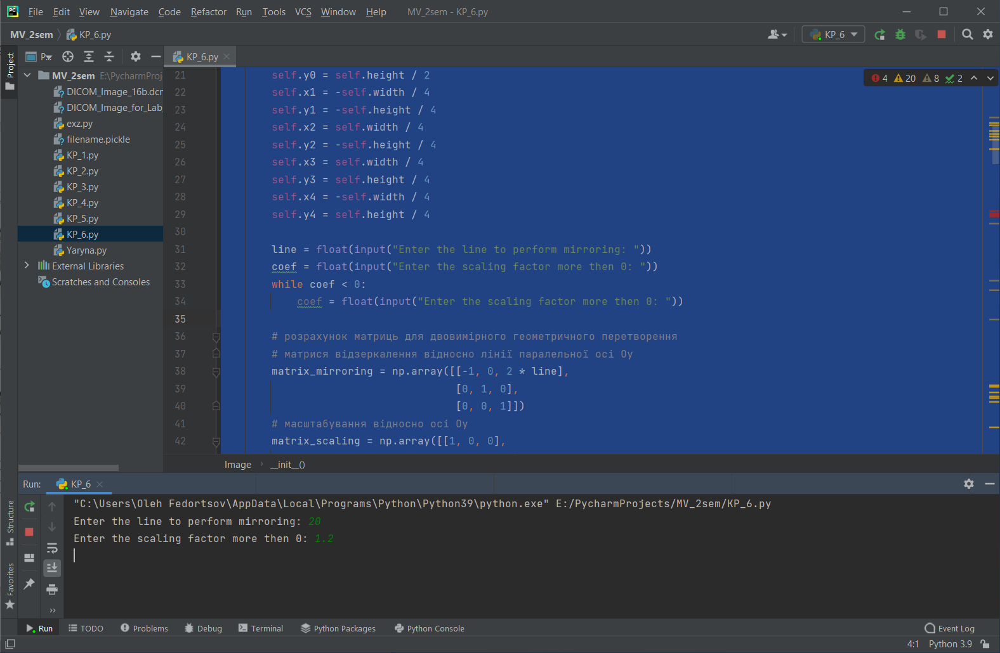 File Edit View Navigate Code Refactor Run Tools VCS Window Help MV_2sem - KP_6.py
MV_2sem KP_6.py KP_6
Project
P
KP_6.py
MV_2sem E:\PycharmProj
DICOM_Image_16b.dcm
DICOM_Image_for_Lab_
exz.py
filename.pickle
KP_1.py
KP_2.py
KP_3.py
KP_4.py
KP_5.py
KP_6.py
Yaryna.py
External Libraries
Scratches and Consoles
4 20 8 2
21 self.y0 = self.height / 2
22 self.x1 = -self.width / 4
23 self.y1 = -self.height / 4
24 self.x2 = self.width / 4
25 self.y2 = -self.height / 4
26 self.x3 = self.width / 4
27 self.y3 = self.height / 4
28 self.x4 = -self.width / 4
29 self.y4 = self.height / 4
30
31 line = float(input("Enter the line to perform mirroring: "))
32 coef = float(input("Enter the scaling factor more then 0: "))
33 while coef < 0:
34 coef = float(input("Enter the scaling factor more then 0: "))
35
36 # розрахунок матриць для двовимірного геометричного перетворення
37 # матрися відзеркалення відносно лінії паралельної осі Оу
38 matrix_mirroring = np.array([[-1, 0, 2 * line],
39 [0, 1, 0],
40 [0, 0, 1]])
41 # масштабування відносно осі Оу
42 matrix_scaling = np.array([[1, 0, 0],
Image __init__()
Run: KP_6
"C:\Users\Oleh Fedortsov\AppData\Local\Programs\Python\Python39\python.exe" E:/PycharmProjects/MV_2sem/KP_6.py
Enter the line to perform mirroring: 20
Enter the scaling factor more then 0: 1.2
Structure
Favorites
Run TODO Problems Debug Terminal Python Packages Python Console Event Log
4:1 Python 3.9